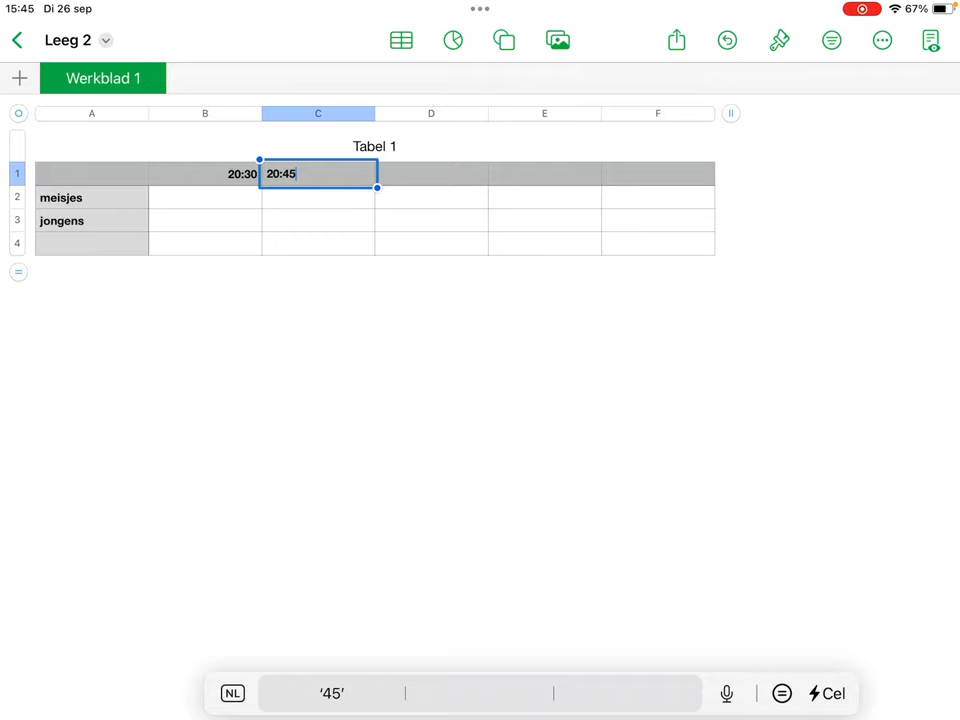 15:45 Di 26 sep 67%
Leeg 2
Werkblad 1
A B C D E F
Tabel 1
1 20:30 20:45
2 meisjes
3 jongens
4
NL '45' Cel